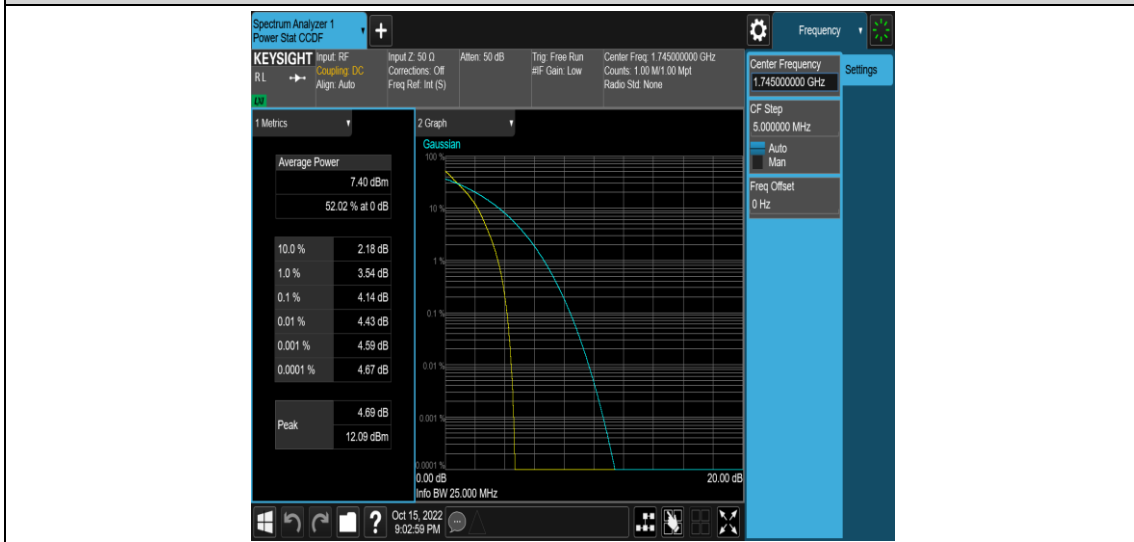 Spectrum Analyzer 1
Power Stat CCDF
+
Frequency
KEYSIGHT
RL
LXI
Input: RF
Coupling: DC
Align: Auto
Input Z: 50 Ω
Corrections: Off
Freq Ref: Int (S)
Atten: 50 dB
Trig: Free Run
#IF Gain: Low
Center Freq: 1.745000000 GHz
Counts: 1.00 M/1.00 Mpt
Radio Std: None
Center Frequency
1.745000000 GHz
Settings
CF Step
5.000000 MHz
Auto
Man
Freq Offset
0 Hz
1 Metrics
Average Power
7.40 dBm
52.02 % at 0 dB
10.0 % 2.18 dB
1.0 % 3.54 dB
0.1 % 4.14 dB
0.01 % 4.43 dB
0.001 % 4.59 dB
0.0001 % 4.67 dB
Peak
4.69 dB
12.09 dBm
2 Graph
Gaussian
100 %
10 %
1 %
0.1 %
0.01 %
0.001 %
0.0001 %
0.00 dB 20.00 dB
Info BW 25.000 MHz
?
Oct 15, 2022
9:02:59 PM